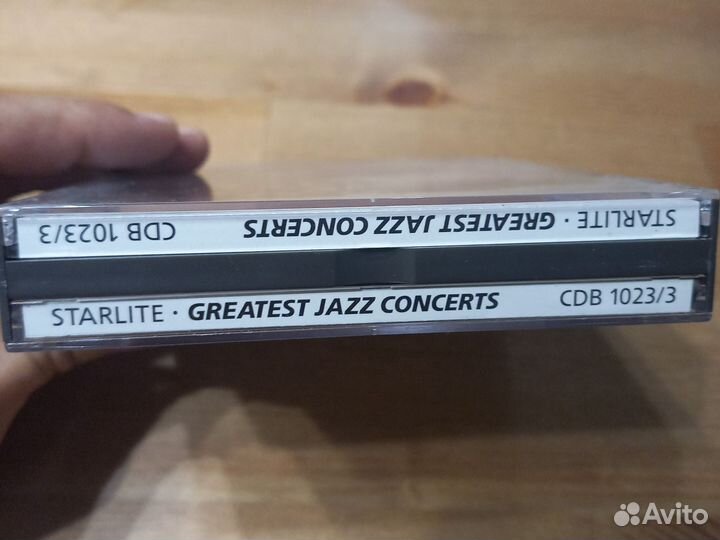 STARLITE · GREATEST JAZZ CONCERTS CDB 1023/3
STARLITE · GREATEST JAZZ CONCERTS CDB 1023/3
Avito